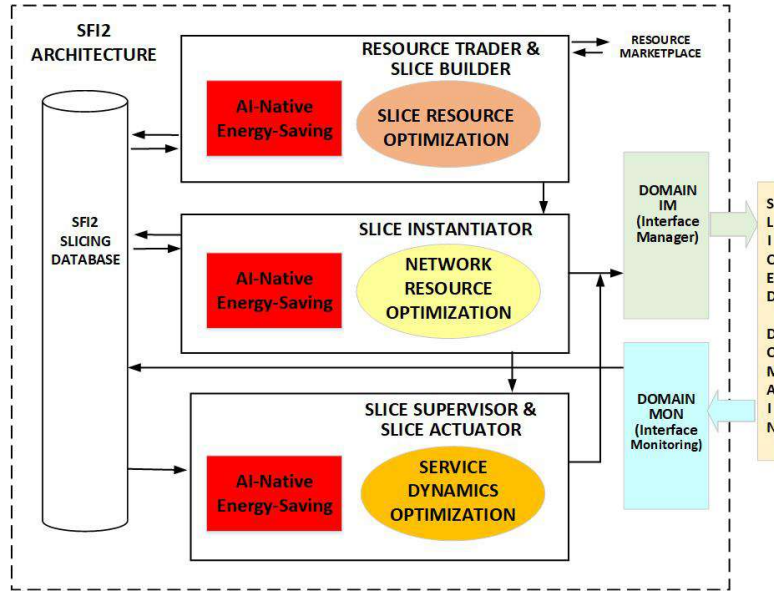 SFI2
ARCHITECTURE
RESOURCE TRADER &
SLICE BUILDER
RESOURCE
MARKETPLACE
AI-Native
Energy-Saving
SLICE RESOURCE
OPTIMIZATION
SFI2
SLICING
DATABASE
SLICE INSTANTIATOR
AI-Native
Energy-Saving
NETWORK
RESOURCE
OPTIMIZATION
DOMAIN
IM
(Interface
Manager)
SLICE SUPERVISOR &
SLICE ACTUATOR
AI-Native
Energy-Saving
SERVICE
DYNAMICS
OPTIMIZATION
DOMAIN
MON
(Interface
Monitoring)
SLICED DOMAIN